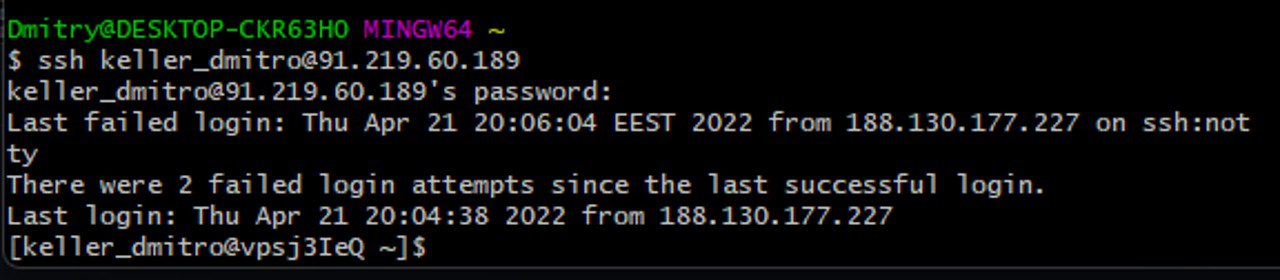 Dmitry@DESKTOP-CKR63HO MINGW64 ~
$ ssh keller_dmitro@91.219.60.189
keller_dmitro@91.219.60.189's password:
Last failed login: Thu Apr 21 20:06:04 EEST 2022 from 188.130.177.227 on ssh:not
ty
There were 2 failed login attempts since the last successful login.
Last login: Thu Apr 21 20:04:38 2022 from 188.130.177.227
[keller_dmitro@vpsj3IeQ ~]$